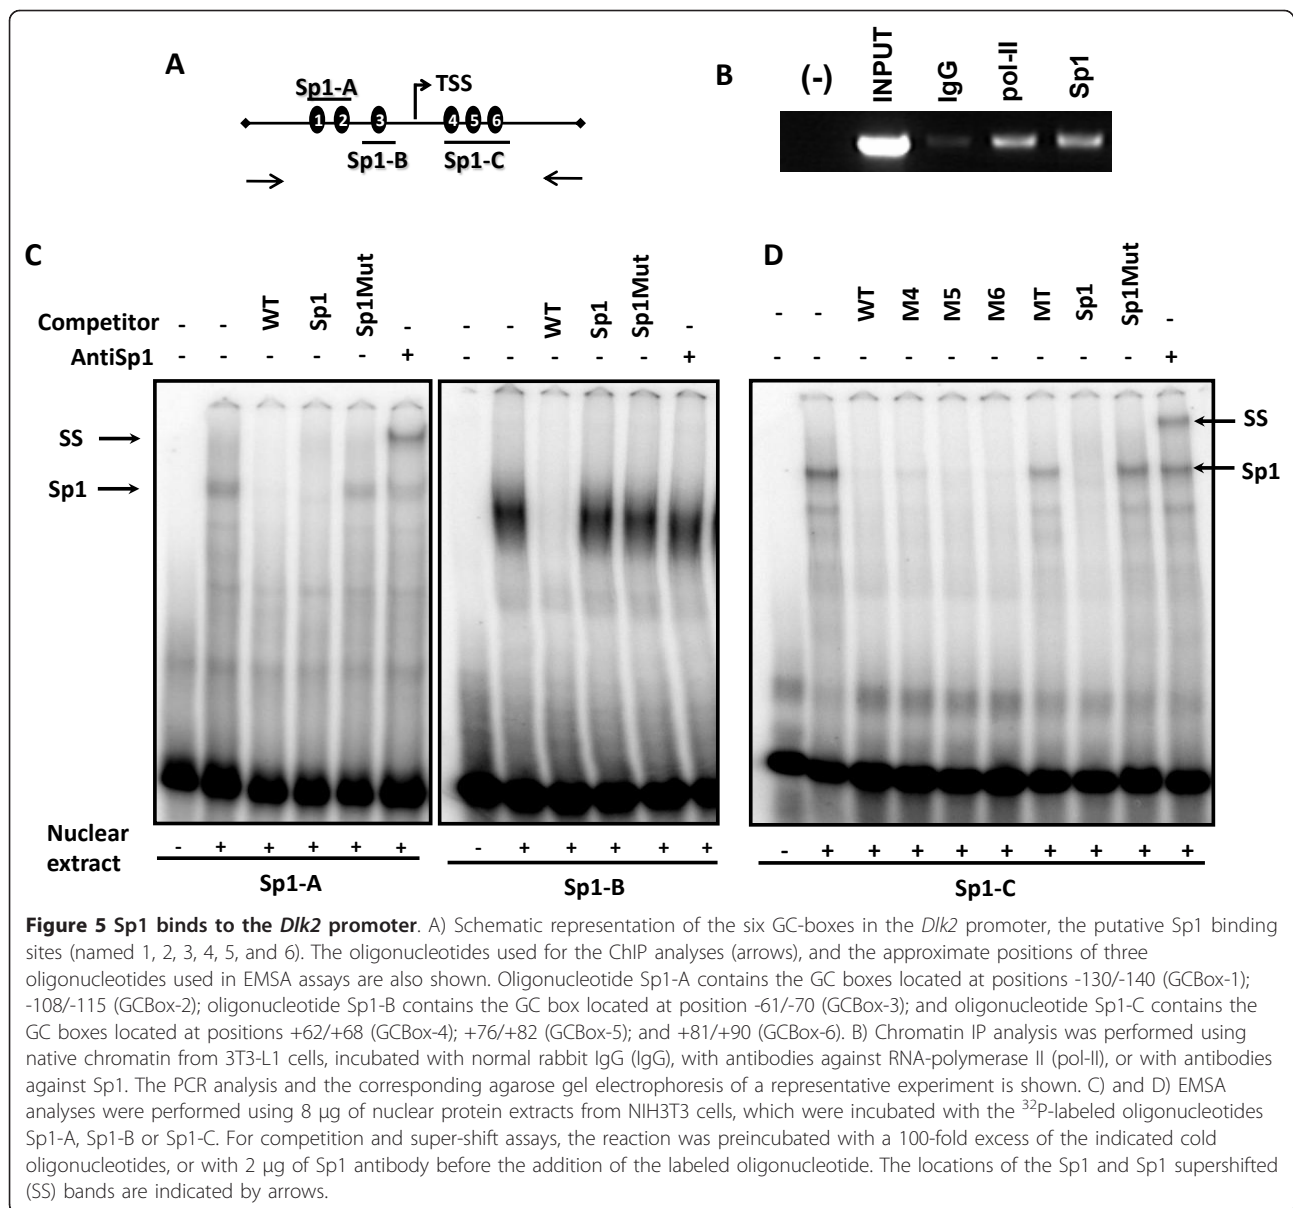 A
Sp1-A
TSS
1 2 3 4 5 6
Sp1-B Sp1-C
B
(-) INPUT IgG pol-II Sp1
C
Competitor - - WT Sp1 Sp1Mut - - - WT Sp1 Sp1Mut -
AntiSp1 - - - - - + - - - - - +
SS
Sp1
Nuclear extract - + + + + + - + + + + +
Sp1-A Sp1-B
D
- - WT M4 M5 M6 MT Sp1 Sp1Mut -
- - - - - - - - - +
SS
Sp1
- + + + + + + + + +
Sp1-C
Figure 5 Sp1 binds to the Dlk2 promoter. A) Schematic representation of the six GC-boxes in the Dlk2 promoter, the putative Sp1 binding
sites (named 1, 2, 3, 4, 5, and 6). The oligonucleotides used for the ChIP analyses (arrows), and the approximate positions of three
oligonucleotides used in EMSA assays are also shown. Oligonucleotide Sp1-A contains the GC boxes located at positions -130/-140 (GCBox-1);
-108/-115 (GCBox-2); oligonucleotide Sp1-B contains the GC box located at position -61/-70 (GCBox-3); and oligonucleotide Sp1-C contains the
GC boxes located at positions +62/+68 (GCBox-4); +76/+82 (GCBox-5); and +81/+90 (GCBox-6). B) Chromatin IP analysis was performed using
native chromatin from 3T3-L1 cells, incubated with normal rabbit IgG (IgG), with antibodies against RNA-polymerase II (pol-II), or with antibodies
against Sp1. The PCR analysis and the corresponding agarose gel electrophoresis of a representative experiment is shown. C) and D) EMSA
analyses were performed using 8 μg of nuclear protein extracts from NIH3T3 cells, which were incubated with the ³²P-labeled oligonucleotides
Sp1-A, Sp1-B or Sp1-C. For competition and super-shift assays, the reaction was preincubated with a 100-fold excess of the indicated cold
oligonucleotides, or with 2 μg of Sp1 antibody before the addition of the labeled oligonucleotide. The locations of the Sp1 and Sp1 supershifted
(SS) bands are indicated by arrows.